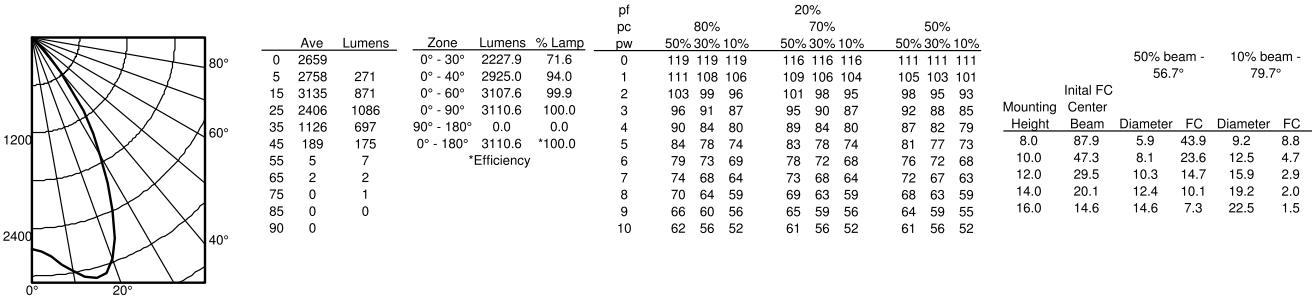 1200
2400
0°
20°
40°
60°
80°
Ave Lumens
0 2659
5 2758 271
15 3135 871
25 2406 1086
35 1126 697
45 189 175
55 5 7
65 2 2
75 0 1
85 0 0
90 0
Zone Lumens % Lamp
0° - 30° 2227.9 71.6
0° - 40° 2925.0 94.0
0° - 60° 3107.6 99.9
0° - 90° 3110.6 100.0
90° - 180° 0.0 0.0
0° - 180° 3110.6 *100.0
*Efficiency
pf 20%
pc 80% 70% 50%
pw 50% 30% 10% 50% 30% 10% 50% 30% 10%
0 119 119 119 116 116 116 111 111 111
1 111 108 106 109 106 104 105 103 101
2 103 99 96 101 98 95 98 95 93
3 96 91 87 95 90 87 92 88 85
4 90 84 80 89 84 80 87 82 79
5 84 78 74 83 78 74 81 77 73
6 79 73 69 78 72 68 76 72 68
7 74 68 64 73 68 64 72 67 63
8 70 64 59 69 63 59 68 63 59
9 66 60 56 65 59 56 64 59 55
10 62 56 52 61 56 52 61 56 52
50% beam - 10% beam -
56.7° 79.7°
Inital FC
Mounting Center
Height Beam Diameter FC Diameter FC
8.0 87.9 5.9 43.9 9.2 8.8
10.0 47.3 8.1 23.6 12.5 4.7
12.0 29.5 10.3 14.7 15.9 2.9
14.0 20.1 12.4 10.1 19.2 2.0
16.0 14.6 14.6 7.3 22.5 1.5